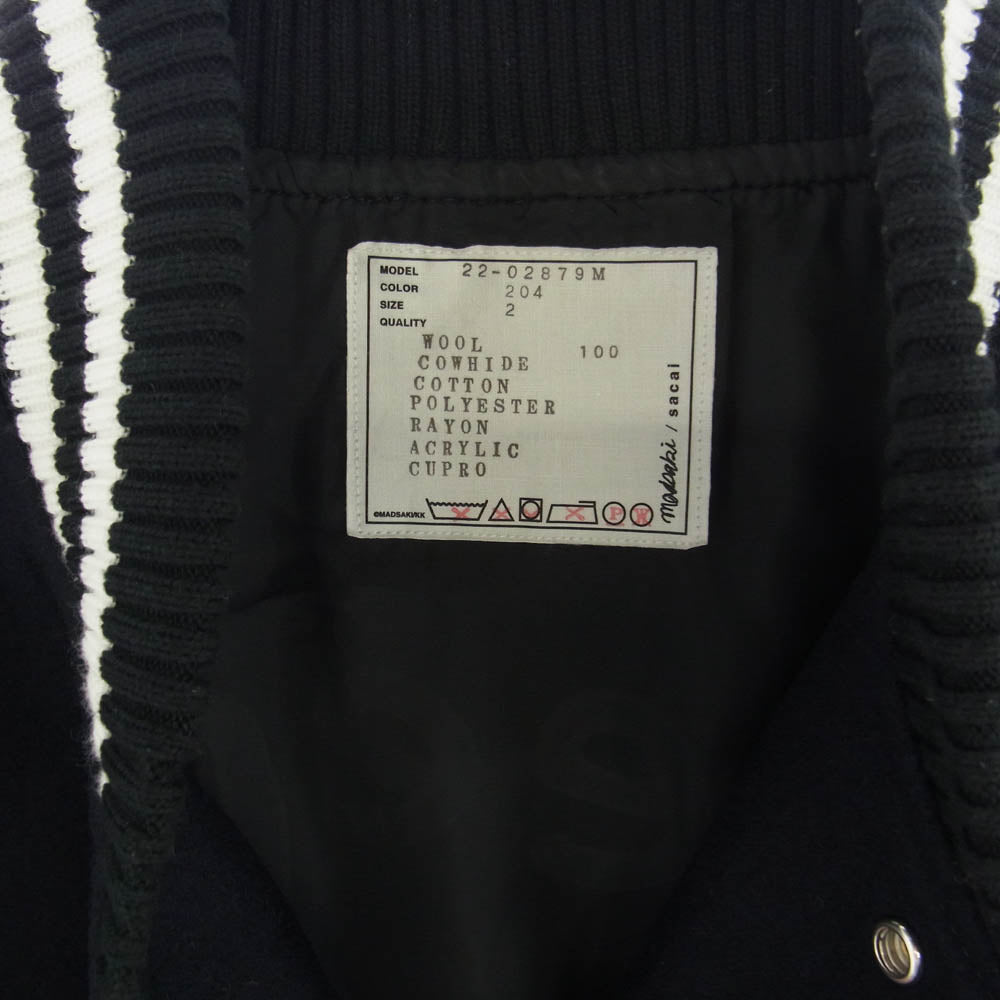 MODEL 22-02879M
COLOR 204
SIZE 2
QUALITY
WOOL 100
COWHIDE
COTTON
POLYESTER
RAYON
ACRYLIC
CUPRO
©MADSAKI/KK
P W
madsaki / sacai